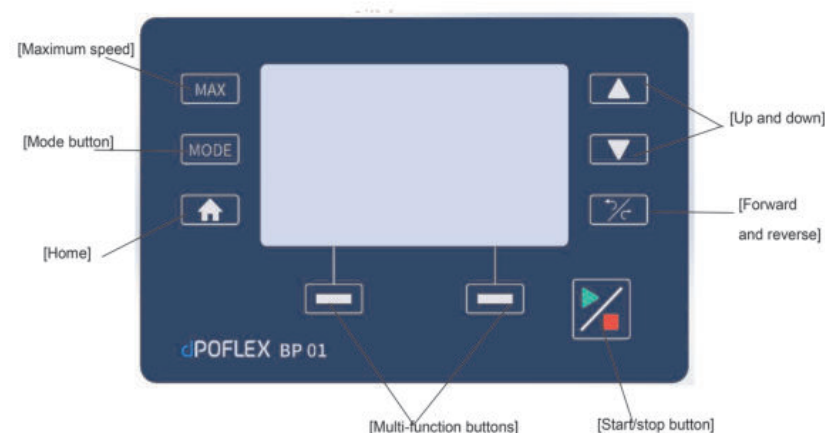 [Maximum speed]
MAX
[Mode button]
MODE
[Home]
[Up and down]
[Forward
and reverse]
dPOFLEX BP 01
[Multi-function buttons]
[Start/stop button]